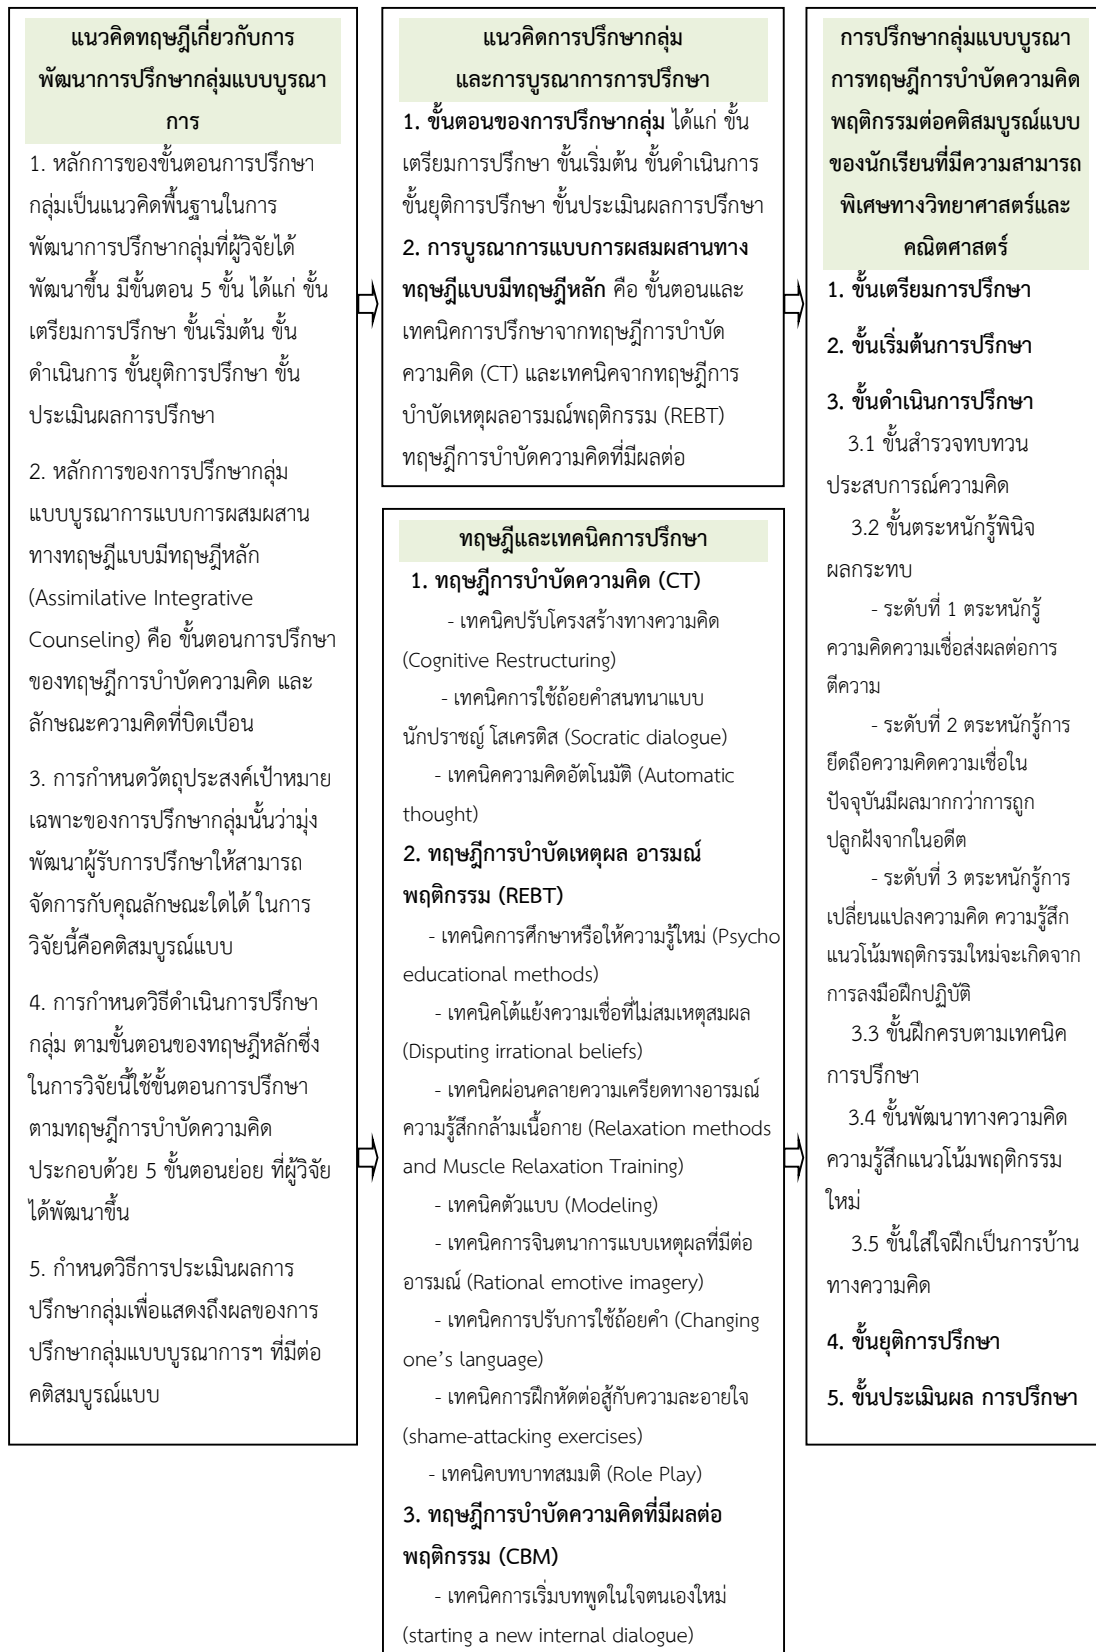 แนวคิดทฤษฎีเกี่ยวกับการ
พัฒนาการปรึกษากลุ่มแบบบูรณา
การ
1. หลักการของขั้นตอนการปรึกษา
กลุ่มเป็นแนวคิดพื้นฐานในการ
พัฒนาการปรึกษากลุ่มที่ผู้วิจัยได้
พัฒนาขึ้น มีขั้นตอน 5 ขั้น ได้แก่ ขั้น
เตรียมการปรึกษา ขั้นเริ่มต้น ขั้น
ดำเนินการ ขั้นยุติการปรึกษา ขั้น
ประเมินผลการปรึกษา
2. หลักการของการปรึกษากลุ่ม
แบบบูรณาการแบบการผสมผสาน
ทางทฤษฎีแบบมีทฤษฎีหลัก
(Assimilative Integrative
Counseling) คือ ขั้นตอนการปรึกษา
ของทฤษฎีการบำบัดความคิด และ
ลักษณะความคิดที่บิดเบือน
3. การกำหนดวัตถุประสงค์เป้าหมาย
เฉพาะของการปรึกษากลุ่มนั้นว่ามุ่ง
พัฒนาผู้รับการปรึกษาให้สามารถ
จัดการกับคุณลักษณะใดได้ ในการ
วิจัยนี้คือคติสมบูรณ์แบบ
4. การกำหนดวิธีดำเนินการปรึกษา
กลุ่ม ตามขั้นตอนของทฤษฎีหลักซึ่ง
ในการวิจัยนี้ใช้ขั้นตอนการปรึกษา
ตามทฤษฎีการบำบัดความคิด
ประกอบด้วย 5 ขั้นตอนย่อย ที่ผู้วิจัย
ได้พัฒนาขึ้น
5. กำหนดวิธีการประเมินผลการ
ปรึกษากลุ่มเพื่อแสดงถึงผลของการ
ปรึกษากลุ่มแบบบูรณาการฯ ที่มีต่อ
คติสมบูรณ์แบบ
แนวคิดการปรึกษากลุ่ม
และการบูรณาการการปรึกษา
1. ขั้นตอนของการปรึกษากลุ่ม ได้แก่ ขั้น
เตรียมการปรึกษา ขั้นเริ่มต้น ขั้นดำเนินการ
ขั้นยุติการปรึกษา ขั้นประเมินผลการปรึกษา
2. การบูรณาการแบบการผสมผสานทาง
ทฤษฎีแบบมีทฤษฎีหลัก คือ ขั้นตอนและ
เทคนิคการปรึกษาจากทฤษฎีการบำบัด
ความคิด (CT) และเทคนิคจากทฤษฎีการ
บำบัดเหตุผลอารมณ์พฤติกรรม (REBT)
ทฤษฎีการบำบัดความคิดที่มีผลต่อ
ทฤษฎีและเทคนิคการปรึกษา
1. ทฤษฎีการบำบัดความคิด (CT)
- เทคนิคปรับโครงสร้างทางความคิด
(Cognitive Restructuring)
- เทคนิคการใช้ถ้อยคำสนทนาแบบ
นักปราชญ์ โสเครติส (Socratic dialogue)
- เทคนิคความคิดอัตโนมัติ (Automatic
thought)
2. ทฤษฎีการบำบัดเหตุผล อารมณ์
พฤติกรรม (REBT)
- เทคนิคการศึกษาหรือให้ความรู้ใหม่ (Psycho
educational methods)
- เทคนิคโต้แย้งความเชื่อที่ไม่สมเหตุสมผล
(Disputing irrational beliefs)
- เทคนิคผ่อนคลายความเครียดทางอารมณ์
ความรู้สึกกล้ามเนื้อกาย (Relaxation methods
and Muscle Relaxation Training)
- เทคนิคตัวแบบ (Modeling)
- เทคนิคการจินตนาการแบบเหตุผลที่มีต่อ
อารมณ์ (Rational emotive imagery)
- เทคนิคการปรับการใช้ถ้อยคำ (Changing
one’s language)
- เทคนิคการฝึกหัดต่อสู้กับความละอายใจ
(shame-attacking exercises)
- เทคนิคบทบาทสมมติ (Role Play)
3. ทฤษฎีการบำบัดความคิดที่มีผลต่อ
พฤติกรรม (CBM)
- เทคนิคการเริ่มบทพูดในใจตนเองใหม่
(starting a new internal dialogue)
การปรึกษากลุ่มแบบบูรณา
การทฤษฎีการบำบัดความคิด
พฤติกรรมต่อคติสมบูรณ์แบบ
ของนักเรียนที่มีความสามารถ
พิเศษทางวิทยาศาสตร์และ
คณิตศาสตร์
1. ขั้นเตรียมการปรึกษา
2. ขั้นเริ่มต้นการปรึกษา
3. ขั้นดำเนินการปรึกษา
3.1 ขั้นสำรวจทบทวน
ประสบการณ์ความคิด
3.2 ขั้นตระหนักรู้พินิจ
ผลกระทบ
- ระดับที่ 1 ตระหนักรู้
ความคิดความเชื่อส่งผลต่อการ
ตีความ
- ระดับที่ 2 ตระหนักรู้การ
ยึดถือความคิดความเชื่อใน
ปัจจุบันมีผลมากกว่าการถูก
ปลูกฝังจากในอดีต
- ระดับที่ 3 ตระหนักรู้การ
เปลี่ยนแปลงความคิด ความรู้สึก
แนวโน้มพฤติกรรมใหม่จะเกิดจาก
การลงมือฝึกปฏิบัติ
3.3 ขั้นฝึกครบตามเทคนิค
การปรึกษา
3.4 ขั้นพัฒนาทางความคิด
ความรู้สึกแนวโน้มพฤติกรรม
ใหม่
3.5 ขั้นใส่ใจฝึกเป็นการบ้าน
ทางความคิด
4. ขั้นยุติการปรึกษา
5. ขั้นประเมินผล การปรึกษา